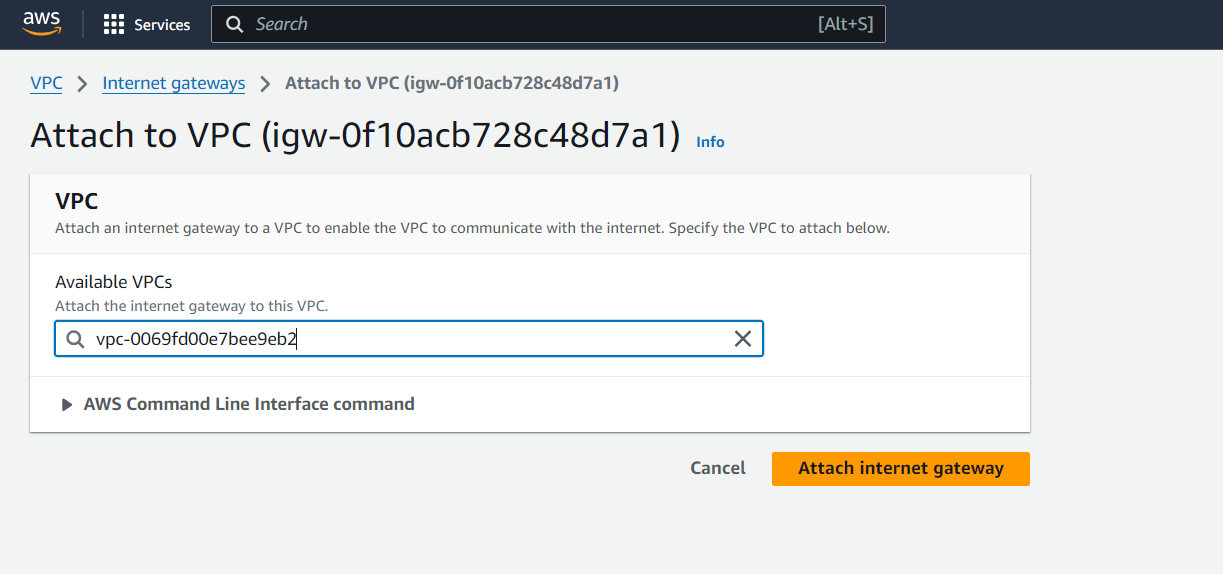 aws Services Search [Alt+S]
VPC > Internet gateways > Attach to VPC (igw-0f10acb728c48d7a1)
Attach to VPC (igw-0f10acb728c48d7a1) Info
VPC
Attach an internet gateway to a VPC to enable the VPC to communicate with the internet. Specify the VPC to attach below.
Available VPCs
Attach the internet gateway to this VPC.
vpc-0069fd00e7bee9eb2
AWS Command Line Interface command
Cancel Attach internet gateway